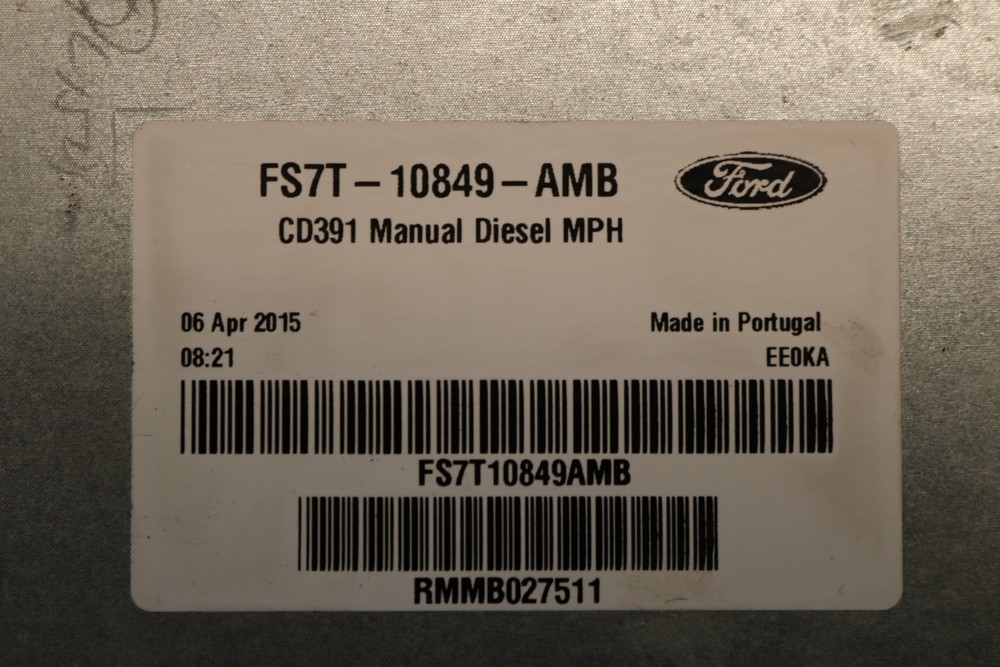 FS7T-10849-AMB
Ford
CD391 Manual Diesel MPH
06 Apr 2015
Made in Portugal
08:21
EE0KA
FS7T10849AMB
RMMB027511